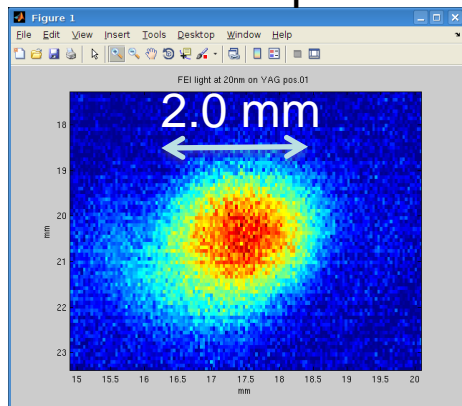 Figure 1
File Edit View Insert Tools Desktop Window Help
FEI light at 20nm on YAG pos.01
2.0 mm
18
19
20
mm
21
22
23
15 15.5 16 16.5 17 17.5 18 18.5 19 19.5 20
mm